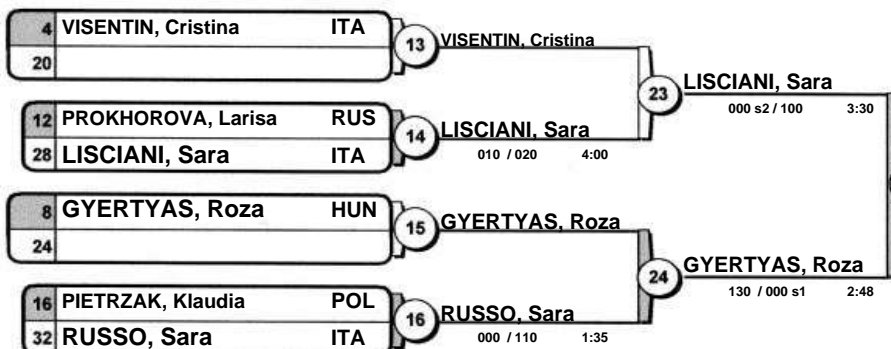 4 VISENTIN, Cristina ITA
20
13 VISENTIN, Cristina
12 PROKHOROVA, Larisa RUS
28 LISCIANI, Sara ITA
14 LISCIANI, Sara
010 / 020 4:00
23 LISCIANI, Sara
000 s2 / 100 3:30
8 GYERTYAS, Roza HUN
24
15 GYERTYAS, Roza
16 PIETRZAK, Klaudia POL
32 RUSSO, Sara ITA
16 RUSSO, Sara
000 / 110 1:35
24 GYERTYAS, Roza
130 / 000 s1 2:48